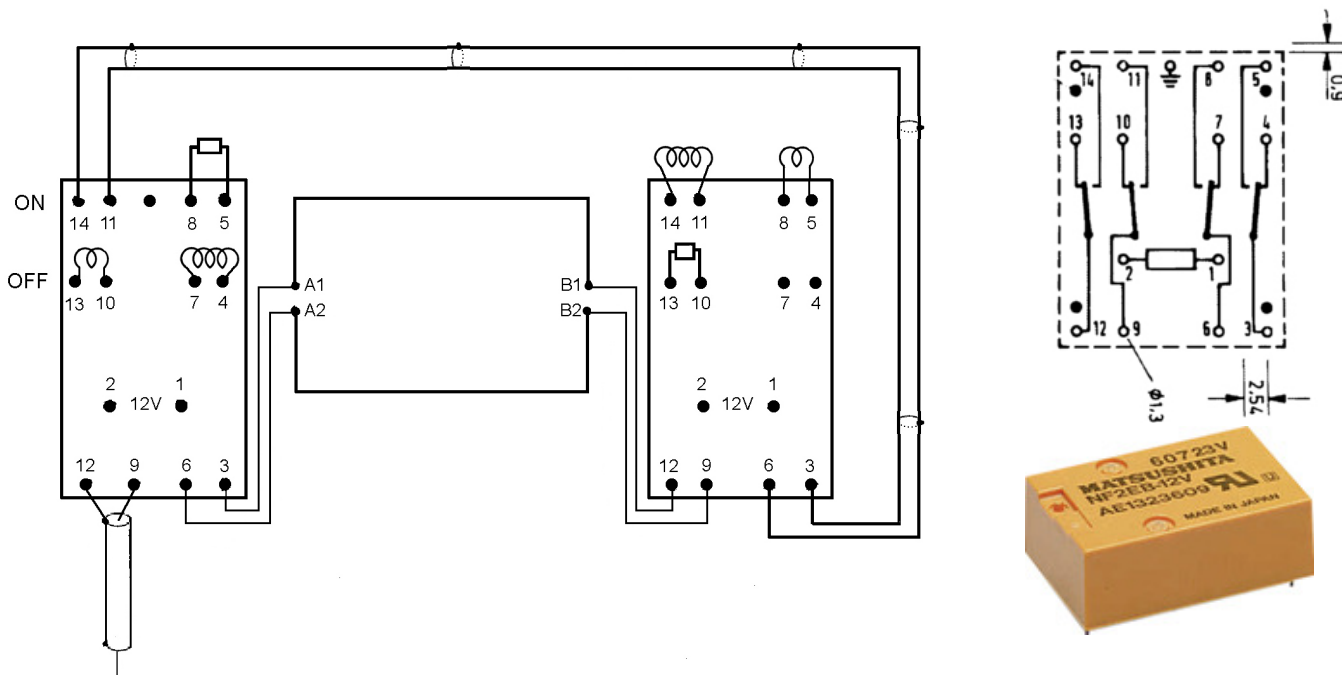 ON
14 11 8 5
OFF
13 10 7 4
2 12V 1
12 9 6 3
A1
A2
B1
B2
14 11 8 5
13 10 7 4
2 12V 1
12 9 6 3
14 11 8 5
13 10 7 4
2 1
12 9 6 3
0,9
2,54
ϕ1,3
60723V
MATSUSHITA
NF2EB-12V
AE1323609
MADE IN JAPAN